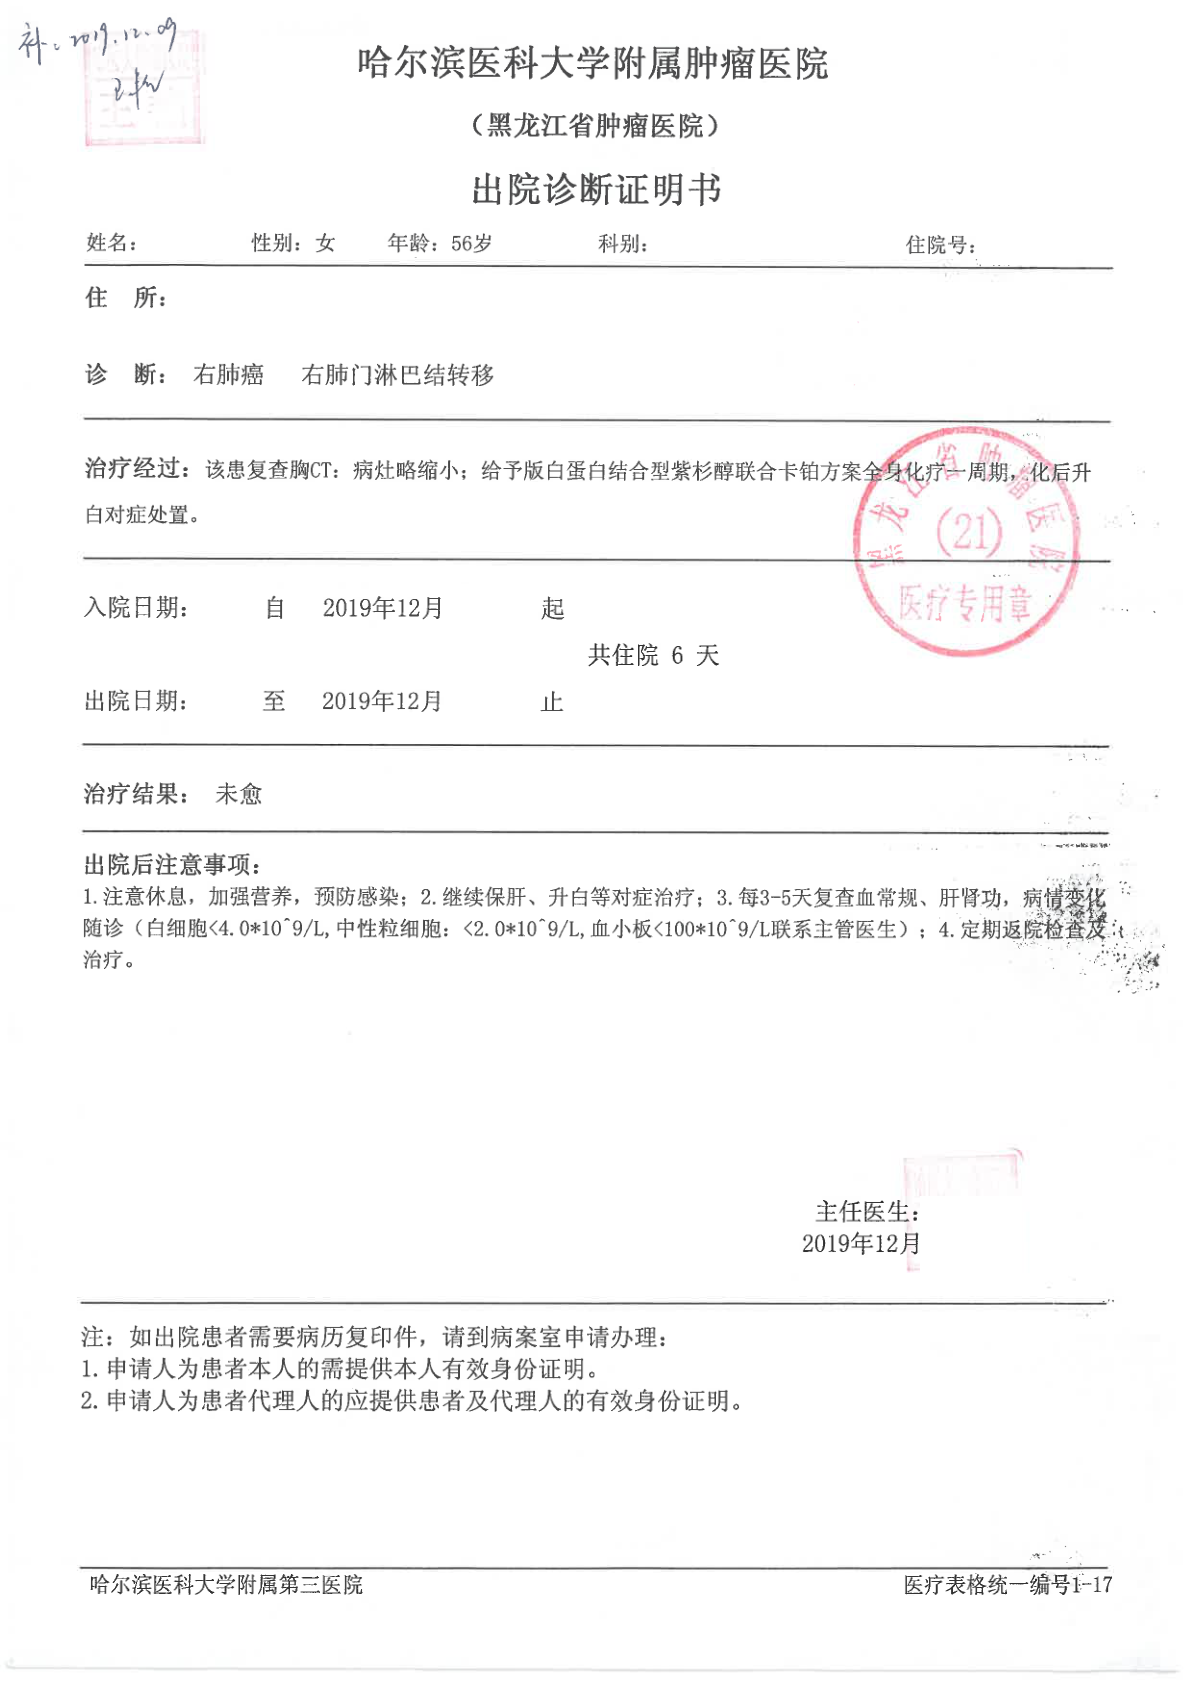 补：2019.12.09
哈尔滨医科大学附属肿瘤医院
（黑龙江省肿瘤医院）
出院诊断证明书
姓名： 性别：女 年龄：56岁 科别： 住院号：
住 所：
诊 断： 右肺癌 右肺门淋巴结转移
治疗经过：该患复查胸CT：病灶略缩小；给予版白蛋白结合型紫杉醇联合卡铂方案全身化疗一周期，化后升
白对症处置。
黑龙江省肿瘤医院
(21)
医疗专用章
入院日期： 自 2019年12月 起
共住院 6 天
出院日期： 至 2019年12月 止
治疗结果： 未愈
出院后注意事项：
1.注意休息，加强营养，预防感染；2.继续保肝、升白等对症治疗；3.每3-5天复查血常规、肝肾功，病情变化
随诊（白细胞<4.0*10^9/L,中性粒细胞：<2.0*10^9/L,血小板<100*10^9/L联系主管医生）；4.定期返院检查及
治疗。
主任医生：
2019年12月
注：如出院患者需要病历复印件，请到病案室申请办理：
1.申请人为患者本人的需提供本人有效身份证明。
2.申请人为患者代理人的应提供患者及代理人的有效身份证明。
哈尔滨医科大学附属第三医院 医疗表格统一编号1-17